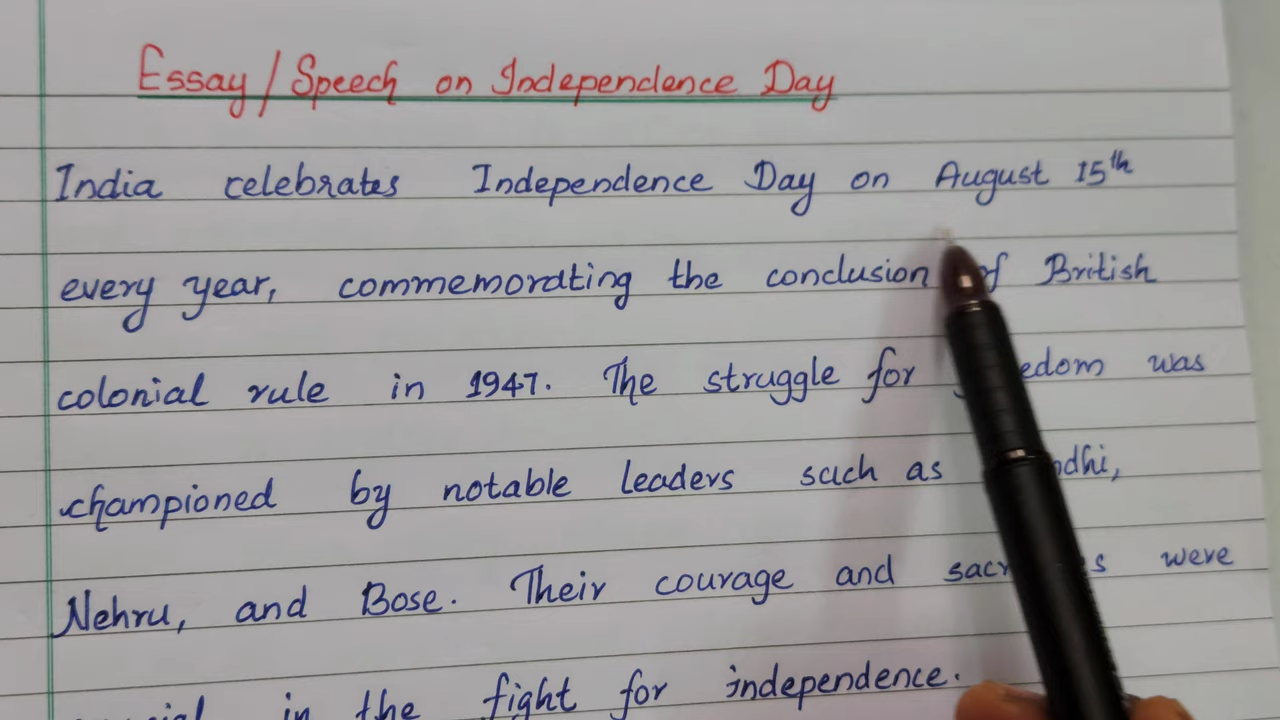 Essay/Speech on Independence Day
India celebrates Independence Day on August 15th
every year, commemorating the conclusion of British
colonial rule in 1947. The struggle for was
championed by notable leaders such as
Nehru, and Bose. Their courage and were
in the fight for independence.